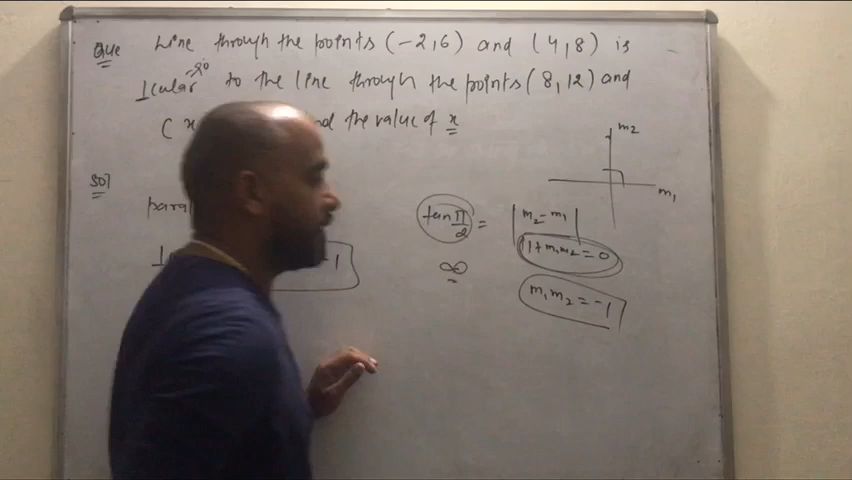 Que Line through the points (-2,6) and (4,8) is
⊥cular to the line through the points (8,12) and
( x the value of x
Sol
m2
m1
tan π/2 = |m2-m1
1+m1m2 = 0
∞
-1
m1m2 = -1